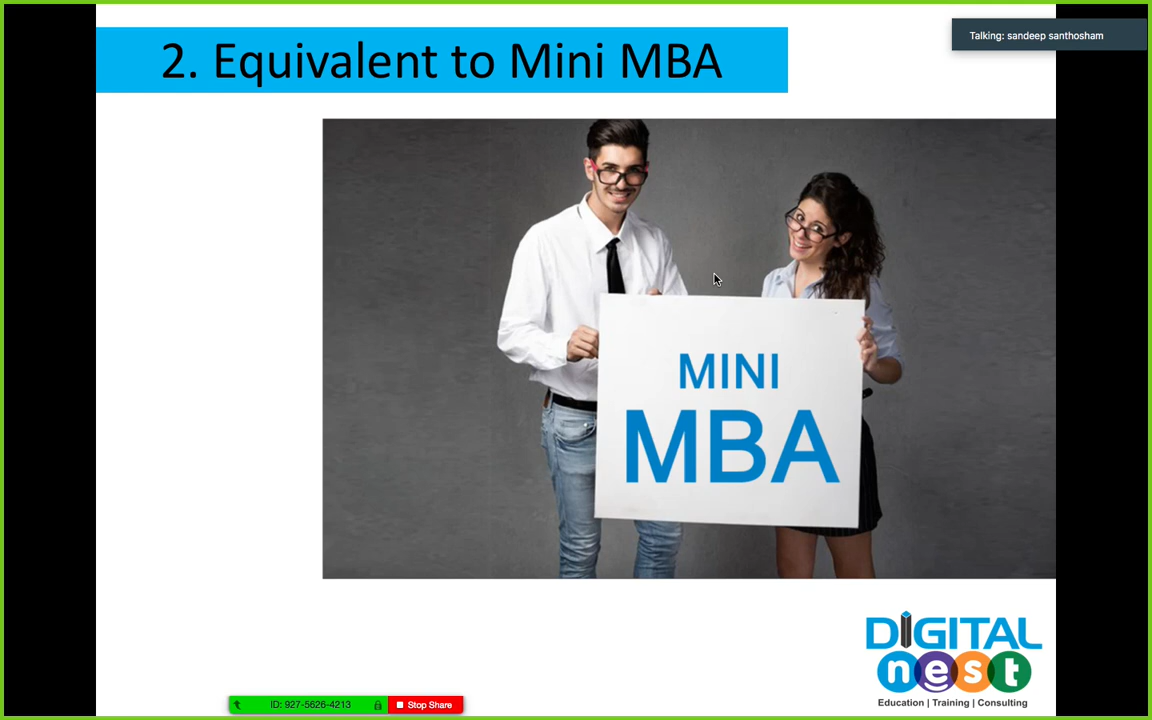 2. Equivalent to Mini MBA
Talking: sandeep santhosham
MINI
MBA
DIGITAL
nest
Education | Training | Consulting
ID: 927-5626-4213
Stop Share